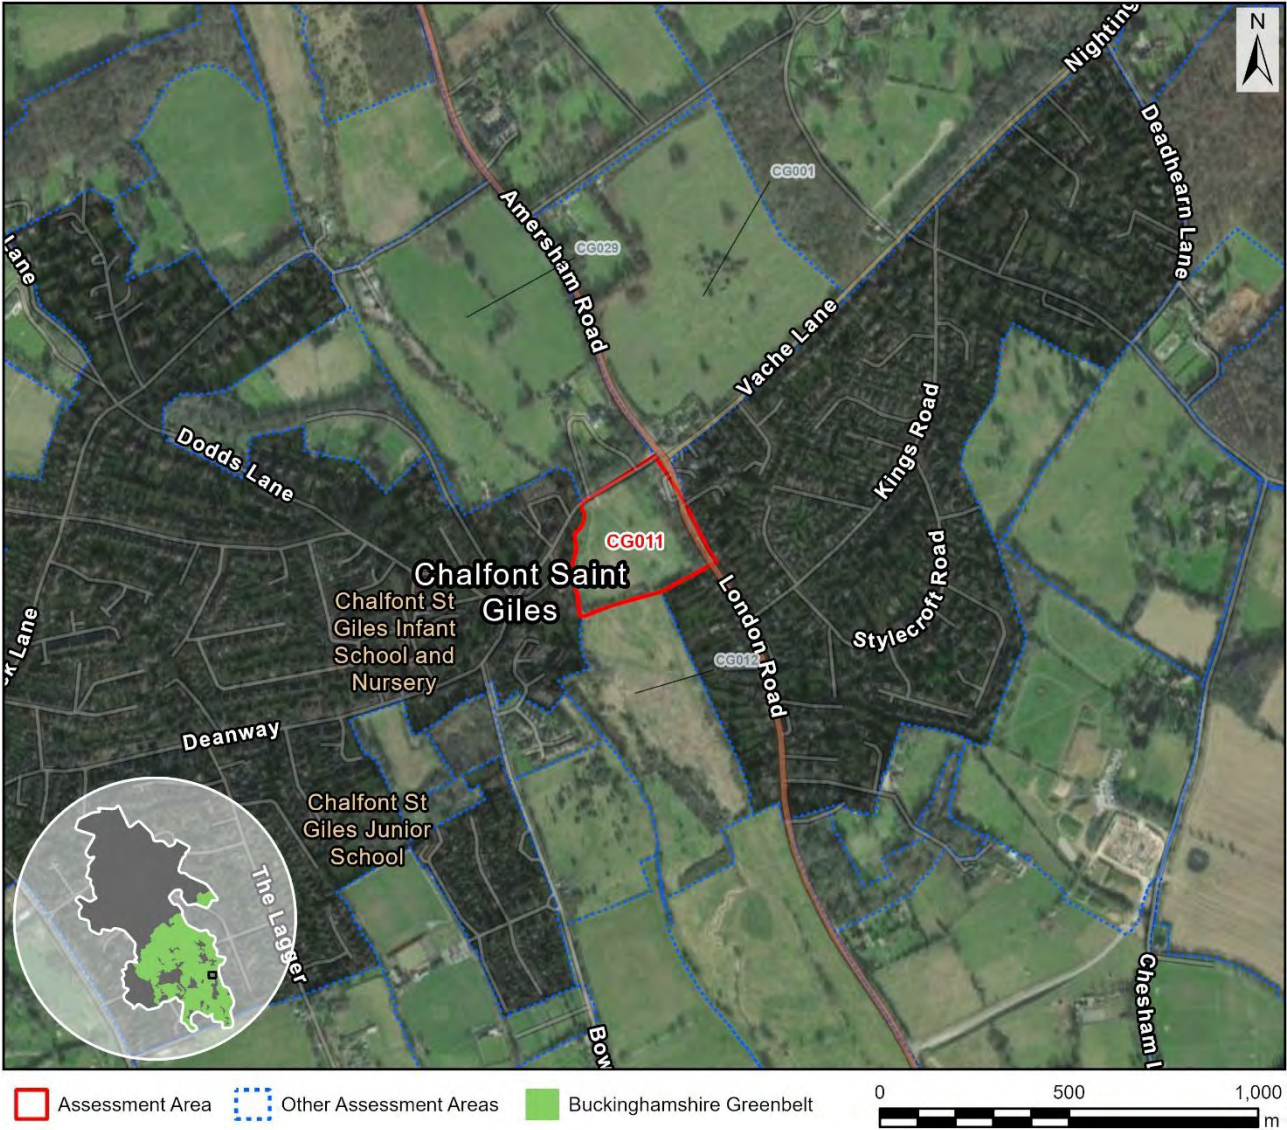 N
Nighting
Deadhearn Lane
CG001
Amersham Road
CG029
Lane
Vache Lane
Kings Road
Dodds Lane
CG011
Chalfont Saint
Giles
Chalfont St
Giles Infant
School and
Nursery
London Road
Stylecroft Road
CG012
k Lane
Deanway
Chalfont St
Giles Junior
School
The Lagger
Chesham l
Bow
Assessment Area
Other Assessment Areas
Buckinghamshire Greenbelt
0 500 1,000
m